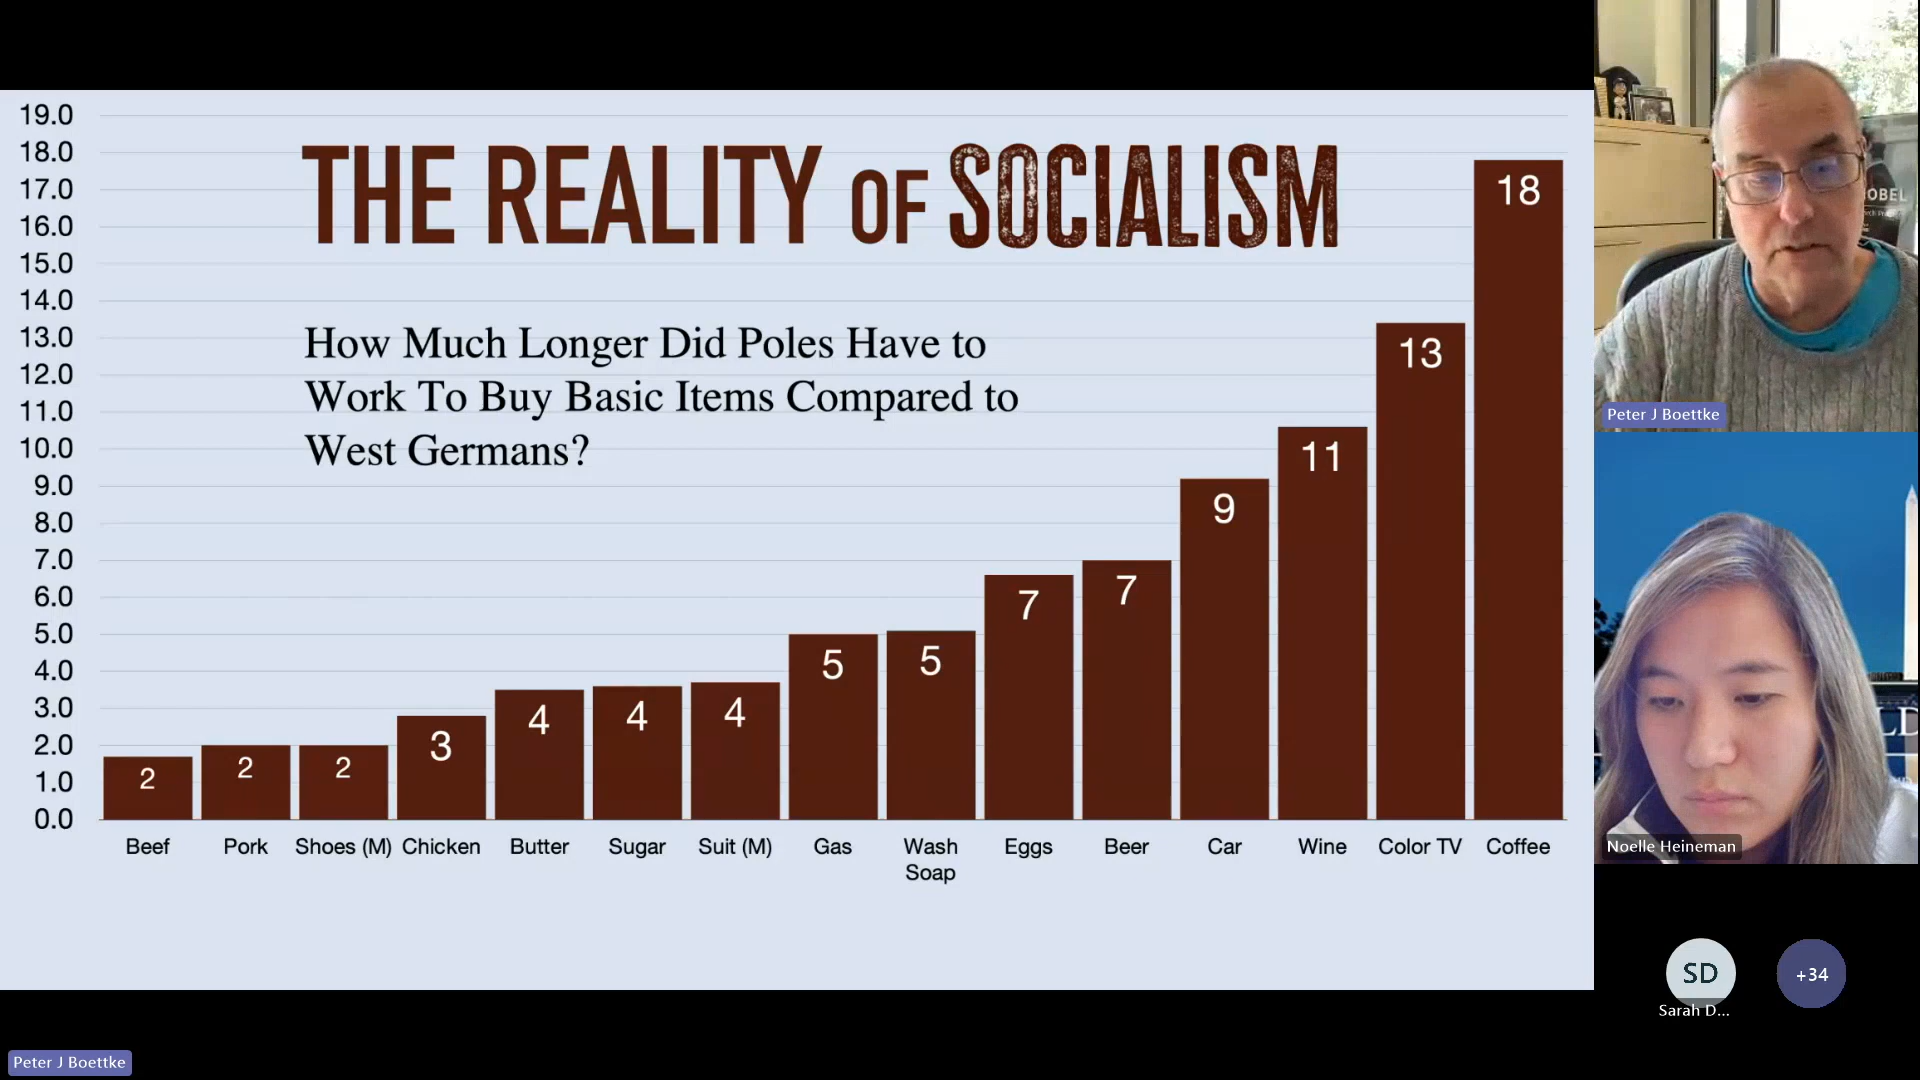 19.0
18.0
17.0
16.0
15.0
14.0
13.0
12.0
11.0
10.0
9.0
8.0
7.0
6.0
5.0
4.0
3.0
2.0
1.0
0.0
THE REALITY OF SOCIALISM
How Much Longer Did Poles Have to
Work To Buy Basic Items Compared to
West Germans?
2
2
2
3
4
4
4
5
5
7
7
9
11
13
18
Beef Pork Shoes (M) Chicken Butter Sugar Suit (M) Gas Wash Eggs Beer Car Wine Color TV Coffee
Soap
OBEL
Peter J Boettke
LD
Noelle Heineman
SD
+34
Sarah D...
Peter J Boettke